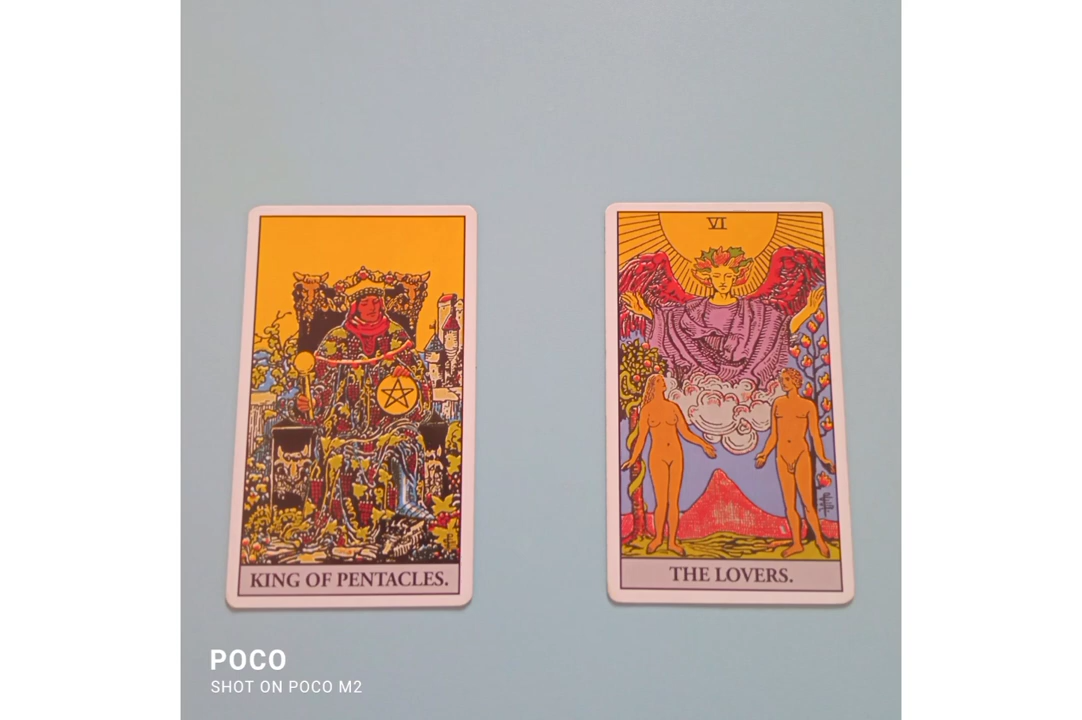 VI
KING OF PENTACLES.
THE LOVERS.
POCO
SHOT ON POCO M2